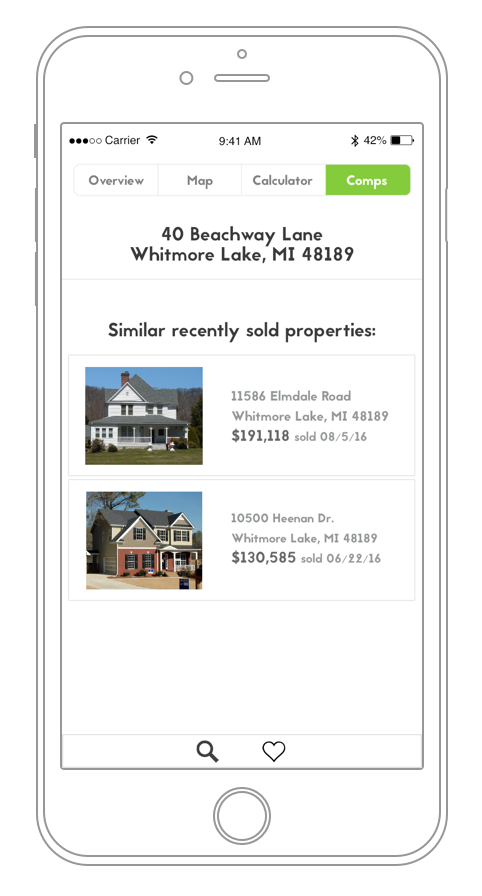 Carrier 9:41 AM 42%
Overview Map Calculator Comps
40 Beachway Lane
Whitmore Lake, MI 48189
Similar recently sold properties:
11586 Elmdale Road
Whitmore Lake, MI 48189
$191,118 sold 08/5/16
10500 Heenan Dr.
Whitmore Lake, MI 48189
$130,585 sold 06/22/16